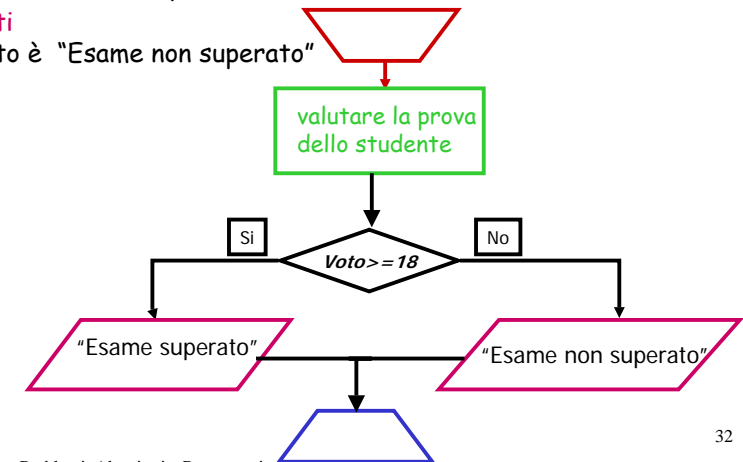 ti
to è “Esame non superato”
valutare la prova
dello studente
Si
No
Voto>=18
“Esame superato”
“Esame non superato”
32